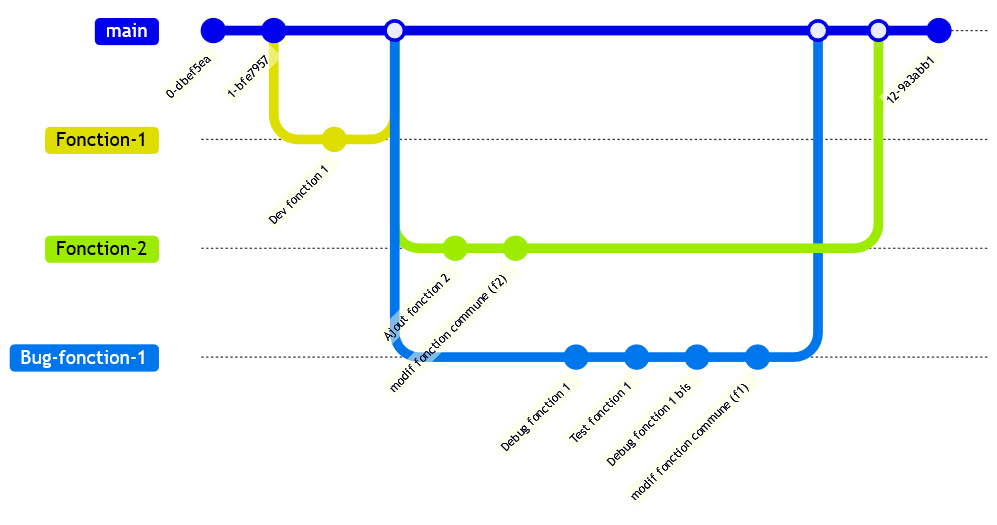 main
0-dbef5ea
1-bfe7957
12-9a3abb1
Fonction-1
Dev fonction 1
Fonction-2
Ajout fonction 2
modif fonction commune (f2)
Bug-fonction-1
Debug fonction 1
Test fonction 1
Debug fonction 1 bis
modif fonction commune (f1)